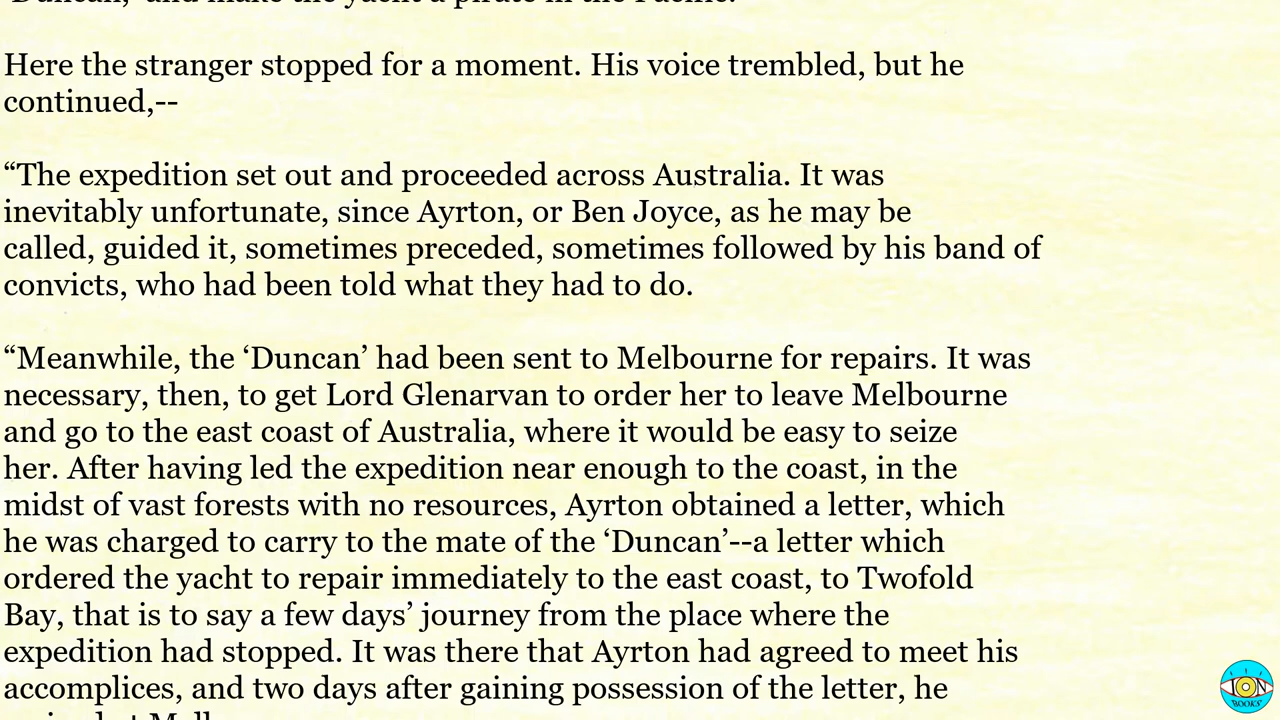 Here the stranger stopped for a moment. His voice trembled, but he
continued,--
“The expedition set out and proceeded across Australia. It was
inevitably unfortunate, since Ayrton, or Ben Joyce, as he may be
called, guided it, sometimes preceded, sometimes followed by his band of
convicts, who had been told what they had to do.
“Meanwhile, the ‘Duncan’ had been sent to Melbourne for repairs. It was
necessary, then, to get Lord Glenarvan to order her to leave Melbourne
and go to the east coast of Australia, where it would be easy to seize
her. After having led the expedition near enough to the coast, in the
midst of vast forests with no resources, Ayrton obtained a letter, which
he was charged to carry to the mate of the ‘Duncan’--a letter which
ordered the yacht to repair immediately to the east coast, to Twofold
Bay, that is to say a few days’ journey from the place where the
expedition had stopped. It was there that Ayrton had agreed to meet his
accomplices, and two days after gaining possession of the letter, he
ION
BOOKS